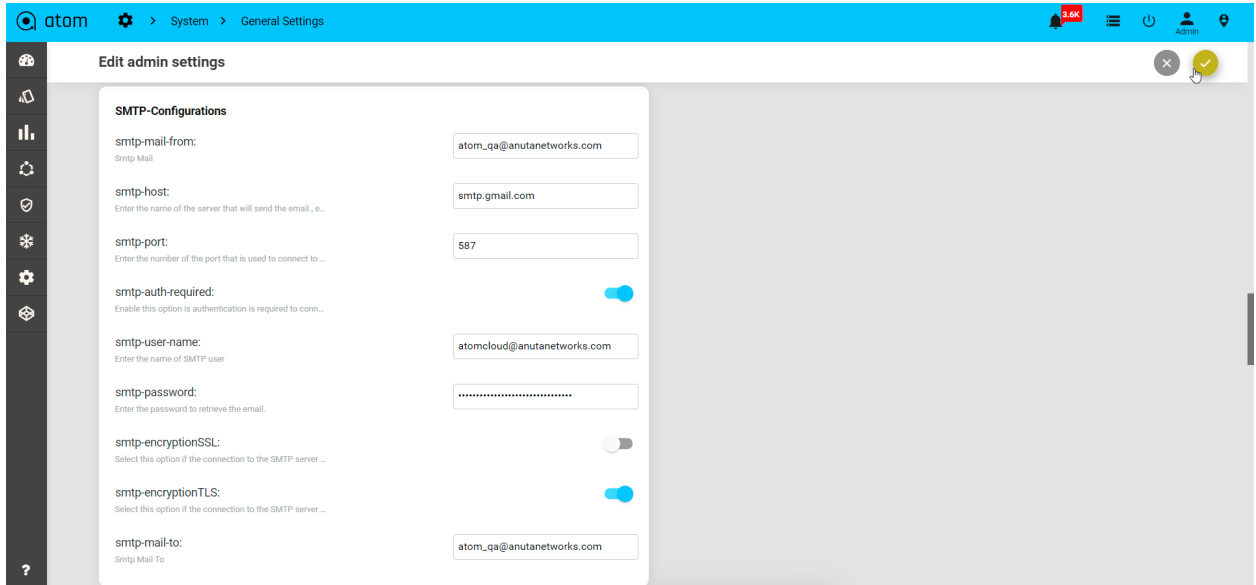 atom > System > General Settings
3.6K
Admin
Edit admin settings
SMTP-Configurations
smtp-mail-from:
atom_qa@anutanetworks.com
Smtp Mail
smtp-host:
smtp.gmail.com
Enter the name of the server that will send the email., e...
smtp-port:
587
Enter the number of the port that is used to connect to ...
smtp-auth-required:
Enable this option is authentication is required to conn...
smtp-user-name:
atomcloud@anutanetworks.com
Enter the name of SMTP user
smtp-password:
••••••••••••••••••••••••••••••••
Enter the password to retrieve the email.
smtp-encryptionSSL:
Select this option if the connection to the SMTP server ...
smtp-encryptionTLS:
Select this option if the connection to the SMTP server ...
smtp-mail-to:
atom_qa@anutanetworks.com
Smtp Mail To
?